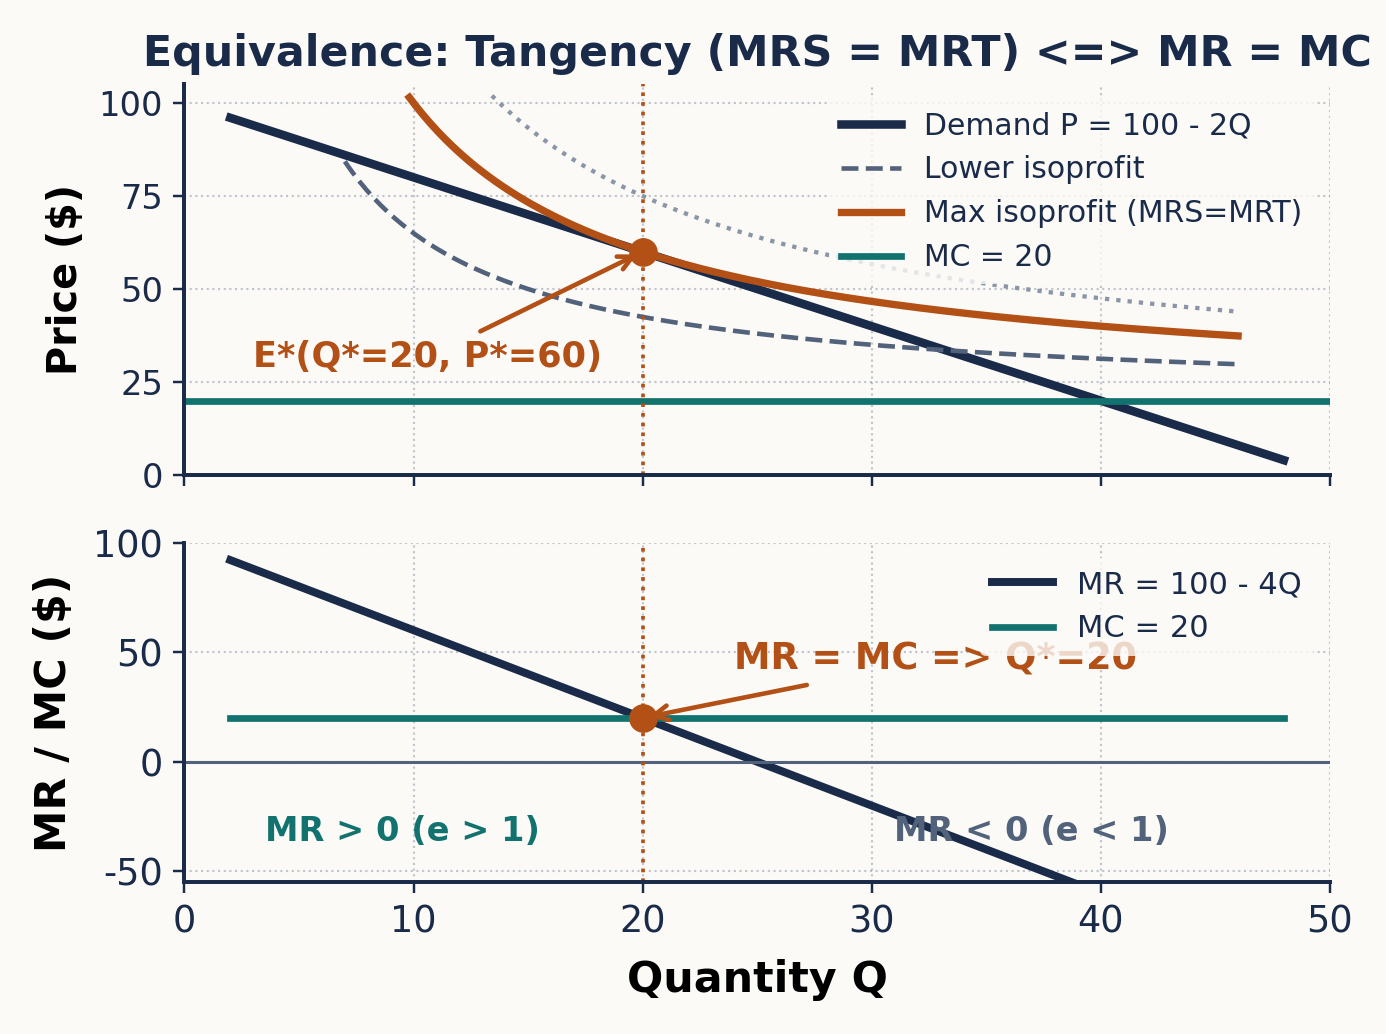 Equivalence: Tangency (MRS = MRT) <=> MR = MC
Price ($)
100
75
50
25
0
Demand P = 100 - 2Q
Lower isoprofit
Max isoprofit (MRS=MRT)
MC = 20
E*(Q*=20, P*=60)
MR / MC ($)
100
50
0
-50
MR = 100 - 4Q
MC = 20
MR = MC => Q*=20
MR > 0 (e > 1)
MR < 0 (e < 1)
0 10 20 30 40 50
Quantity Q